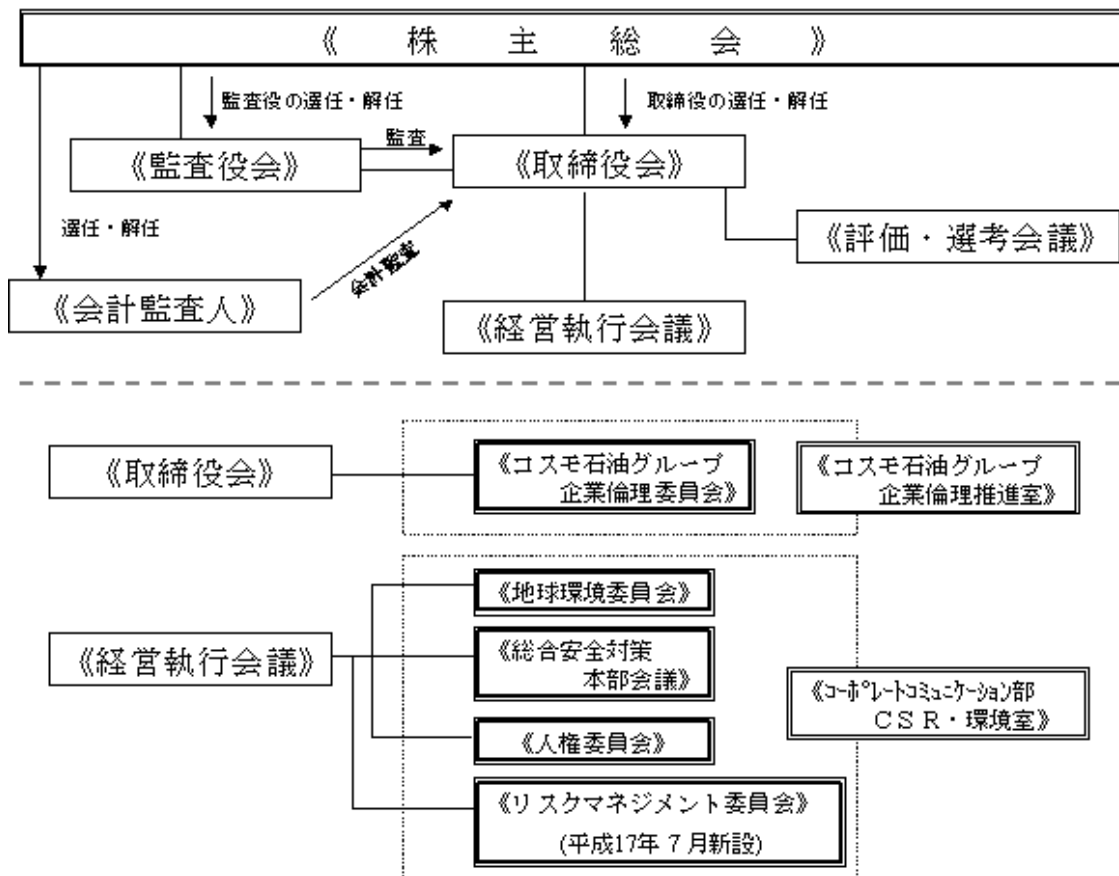 《 株 主 総 会 》
監査役の選任・解任
取締役の選任・解任
監査
《監査役会》
《取締役会》
選任・解任
会計監査
《評価・選考会議》
《会計監査人》
《経営執行会議》
《取締役会》
《コスモ石油グループ
企業倫理委員会》
《コスモ石油グループ
企業倫理推進室》
《地球環境委員会》
《経営執行会議》
《総合安全対策
本部会議》
《ｺｰﾎﾟﾚｰﾄｺﾐｭﾆｹｰｼｮﾝ部
ＣＳＲ・環境室》
《人権委員会》
《リスクマネジメント委員会》
(平成17年７月新設)